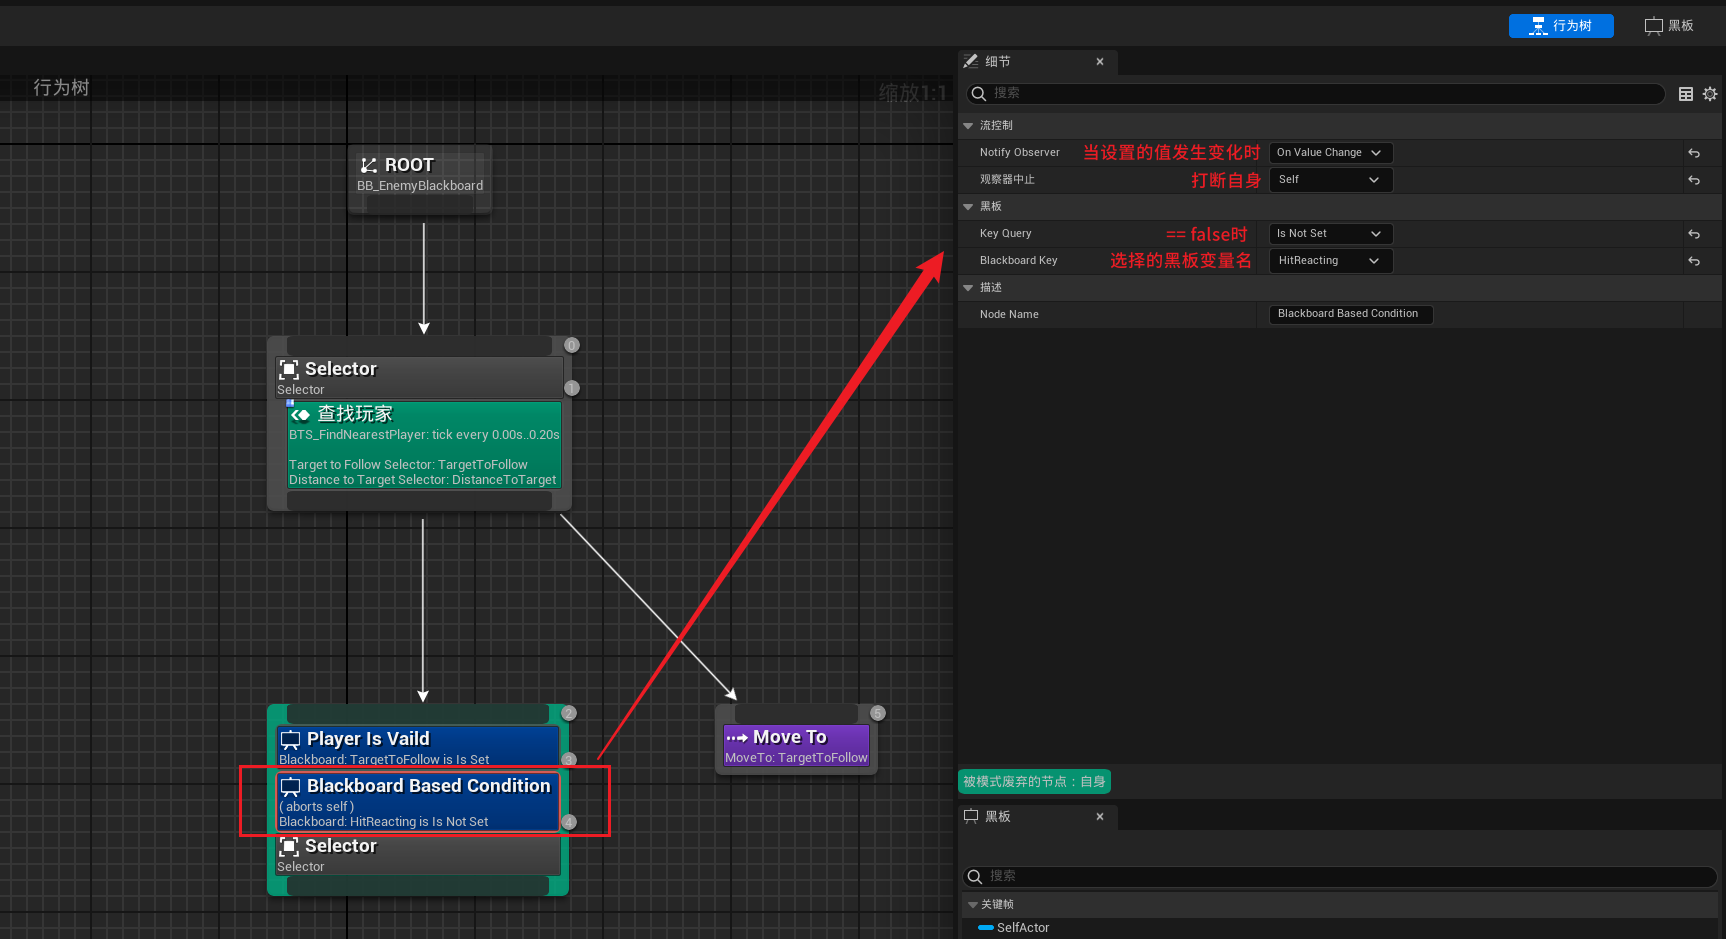 行为树
黑板
行为树
缩放1:1
ROOT
BB_EnemyBlackboard
0
Selector
Selector
1
查找玩家
BTS_FindNearestPlayer: tick every 0.00s..0.20s
Target to Follow Selector: TargetToFollow
Distance to Target Selector: DistanceToTarget
2
Player Is Vaild
Blackboard: TargetToFollow is Is Set
3
Blackboard Based Condition
( aborts self )
Blackboard: HitReacting is Is Not Set
4
Selector
Selector
5
Move To
MoveTo: TargetToFollow
细节
搜索
流控制
Notify Observer 当设置的值发生变化时 On Value Change
观察器中止 打断自身 Self
黑板
Key Query == false时 Is Not Set
Blackboard Key 选择的黑板变量名 HitReacting
描述
Node Name Blackboard Based Condition
被模式废弃的节点：自身
黑板
搜索
关键帧
SelfActor